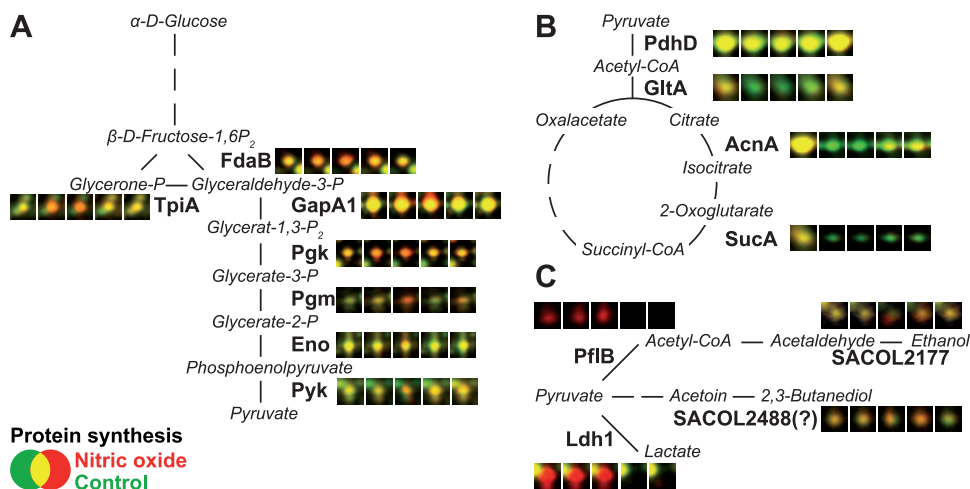 A
α-D-Glucose
β-D-Fructose-1,6P2
FdaB
Glycerone-P
Glyceraldehyde-3-P
TpiA
GapA1
Glycerat-1,3-P2
Pgk
Glycerate-3-P
Pgm
Glycerate-2-P
Eno
Phosphoenolpyruvate
Pyk
Pyruvate
Protein synthesis
Nitric oxide
Control
B
Pyruvate
PdhD
Acetyl-CoA
GltA
Oxalacetate
Citrate
AcnA
Isocitrate
2-Oxoglutarate
SucA
Succinyl-CoA
C
Acetyl-CoA
Acetaldehyde
Ethanol
PflB
SACOL2177
Pyruvate
Acetoin
2,3-Butanediol
SACOL2488(?)
Ldh1
Lactate